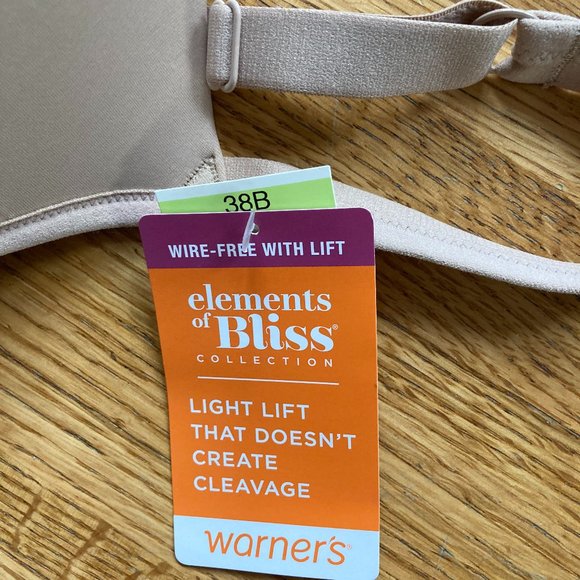 38B
WIRE-FREE WITH LIFT
elements
of Bliss®
COLLECTION
LIGHT LIFT
THAT DOESN'T
CREATE
CLEAVAGE
warner's®